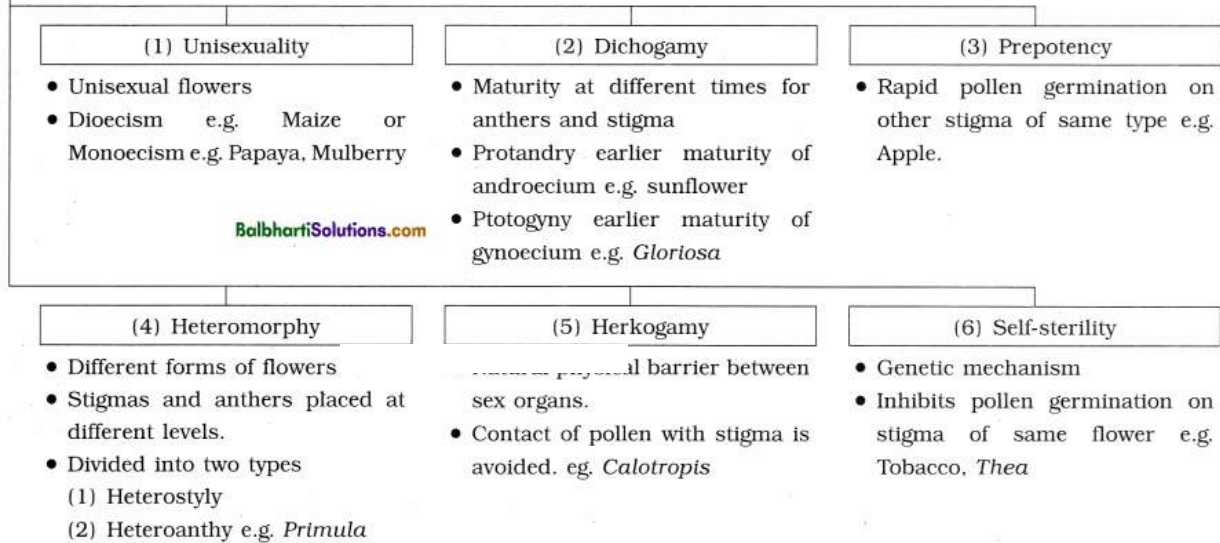 (1) Unisexuality
• Unisexual flowers
• Dioecism e.g. Maize or
Monoecism e.g. Papaya, Mulberry
BalbhartiSolutions.com
(2) Dichogamy
• Maturity at different times for
anthers and stigma
• Protandry earlier maturity of
androecium e.g. sunflower
• Ptotogyny earlier maturity of
gynoecium e.g. Gloriosa
(3) Prepotency
• Rapid pollen germination on
other stigma of same type e.g.
Apple.
(4) Heteromorphy
• Different forms of flowers
• Stigmas and anthers placed at
different levels.
• Divided into two types
(1) Heterostyly
(2) Heteroanthy e.g. Primula
(5) Herkogamy
barrier between
sex organs.
• Contact of pollen with stigma is
avoided. eg. Calotropis
(6) Self-sterility
• Genetic mechanism
• Inhibits pollen germination on
stigma of same flower e.g.
Tobacco, Thea